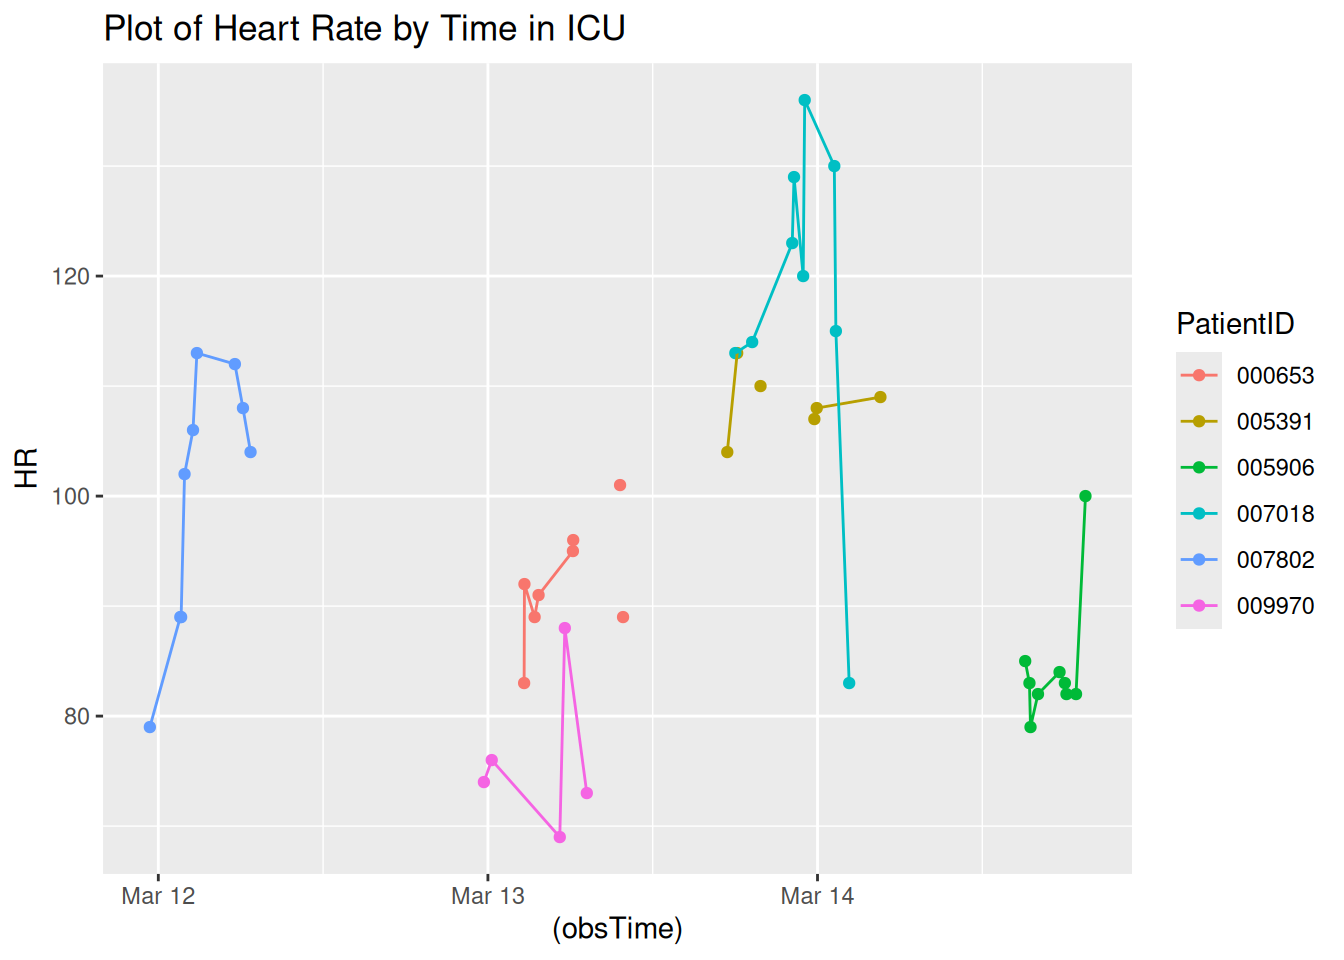 Plot of Heart Rate by Time in ICU
120
100
80
HR
Mar 12
Mar 13
Mar 14
(obsTime)
PatientID
000653
005391
005906
007018
007802
009970